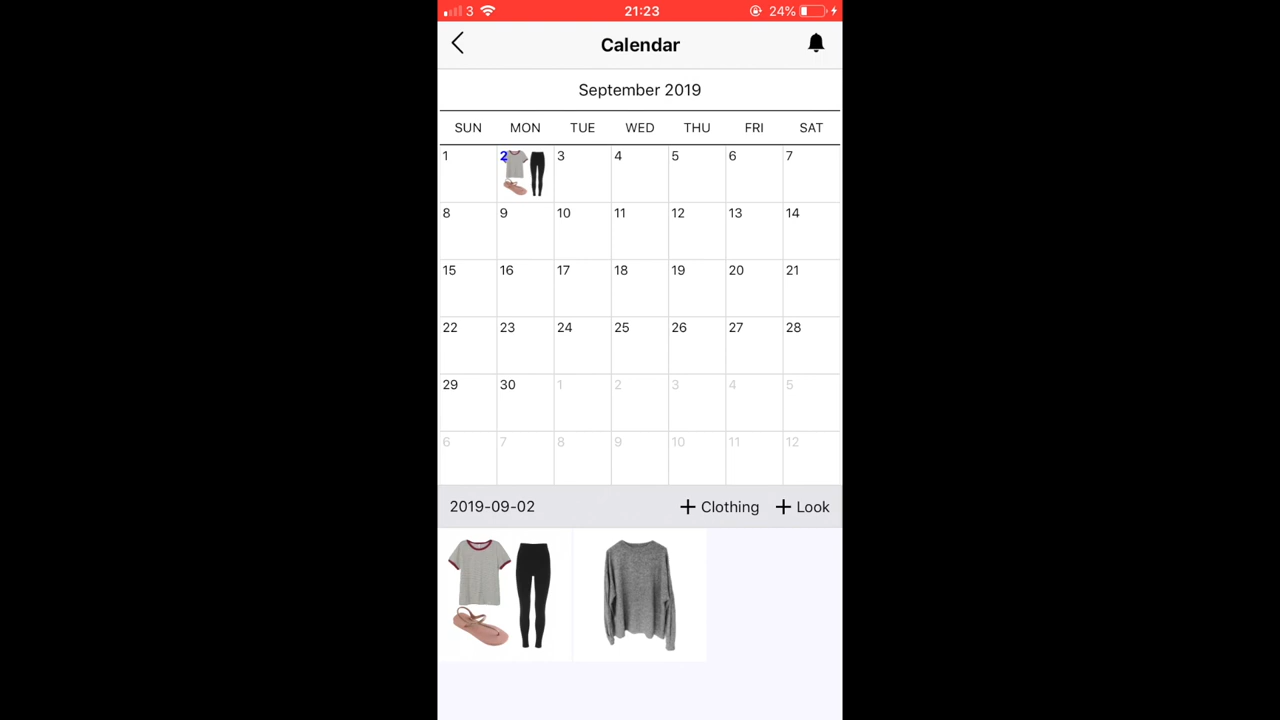 3 21:23 24%
Calendar
September 2019
SUN MON TUE WED THU FRI SAT
1 2 3 4 5 6 7
8 9 10 11 12 13 14
15 16 17 18 19 20 21
22 23 24 25 26 27 28
29 30 1 2 3 4 5
6 7 8 9 10 11 12
2019-09-02 + Clothing + Look